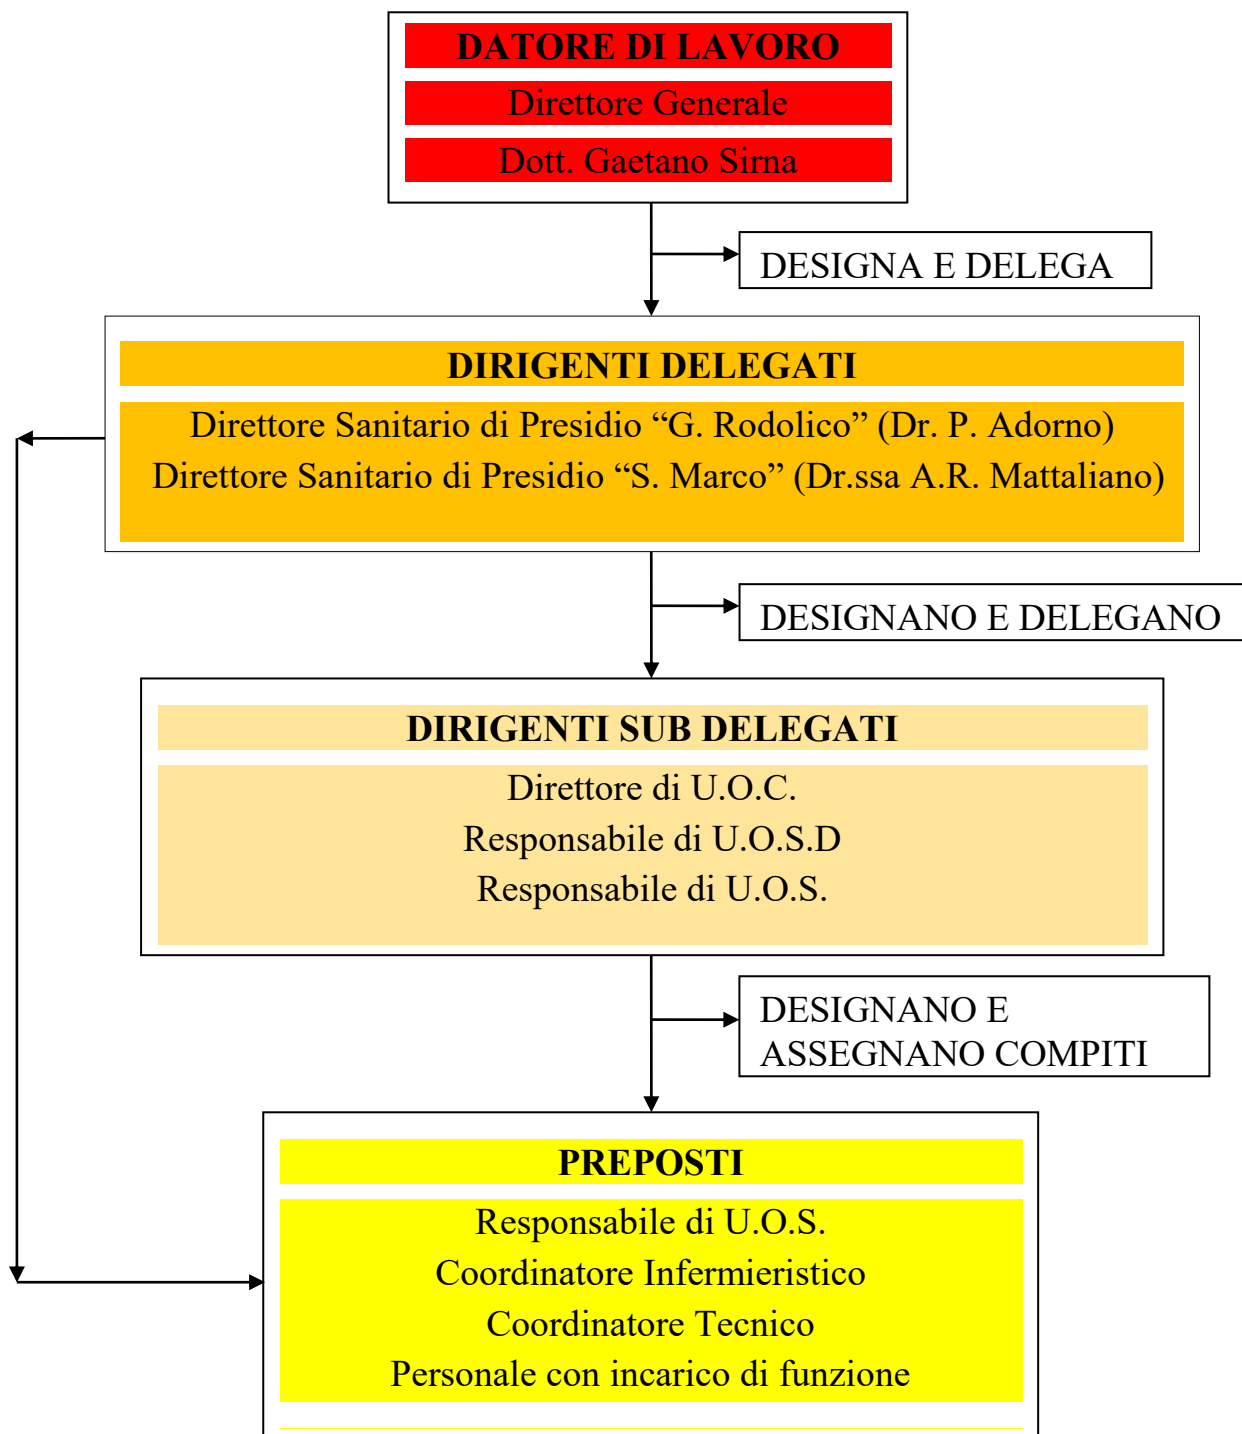 DATORE DI LAVORO
Direttore Generale
Dott. Gaetano Sirna
DESIGNA E DELEGA
DIRIGENTI DELEGATI
Direttore Sanitario di Presidio “G. Rodolico” (Dr. P. Adorno)
Direttore Sanitario di Presidio “S. Marco” (Dr.ssa A.R. Mattaliano)
DESIGNANO E DELEGANO
DIRIGENTI SUB DELEGATI
Direttore di U.O.C.
Responsabile di U.O.S.D
Responsabile di U.O.S.
DESIGNANO E
ASSEGNANO COMPITI
PREPOSTI
Responsabile di U.O.S.
Coordinatore Infermieristico
Coordinatore Tecnico
Personale con incarico di funzione